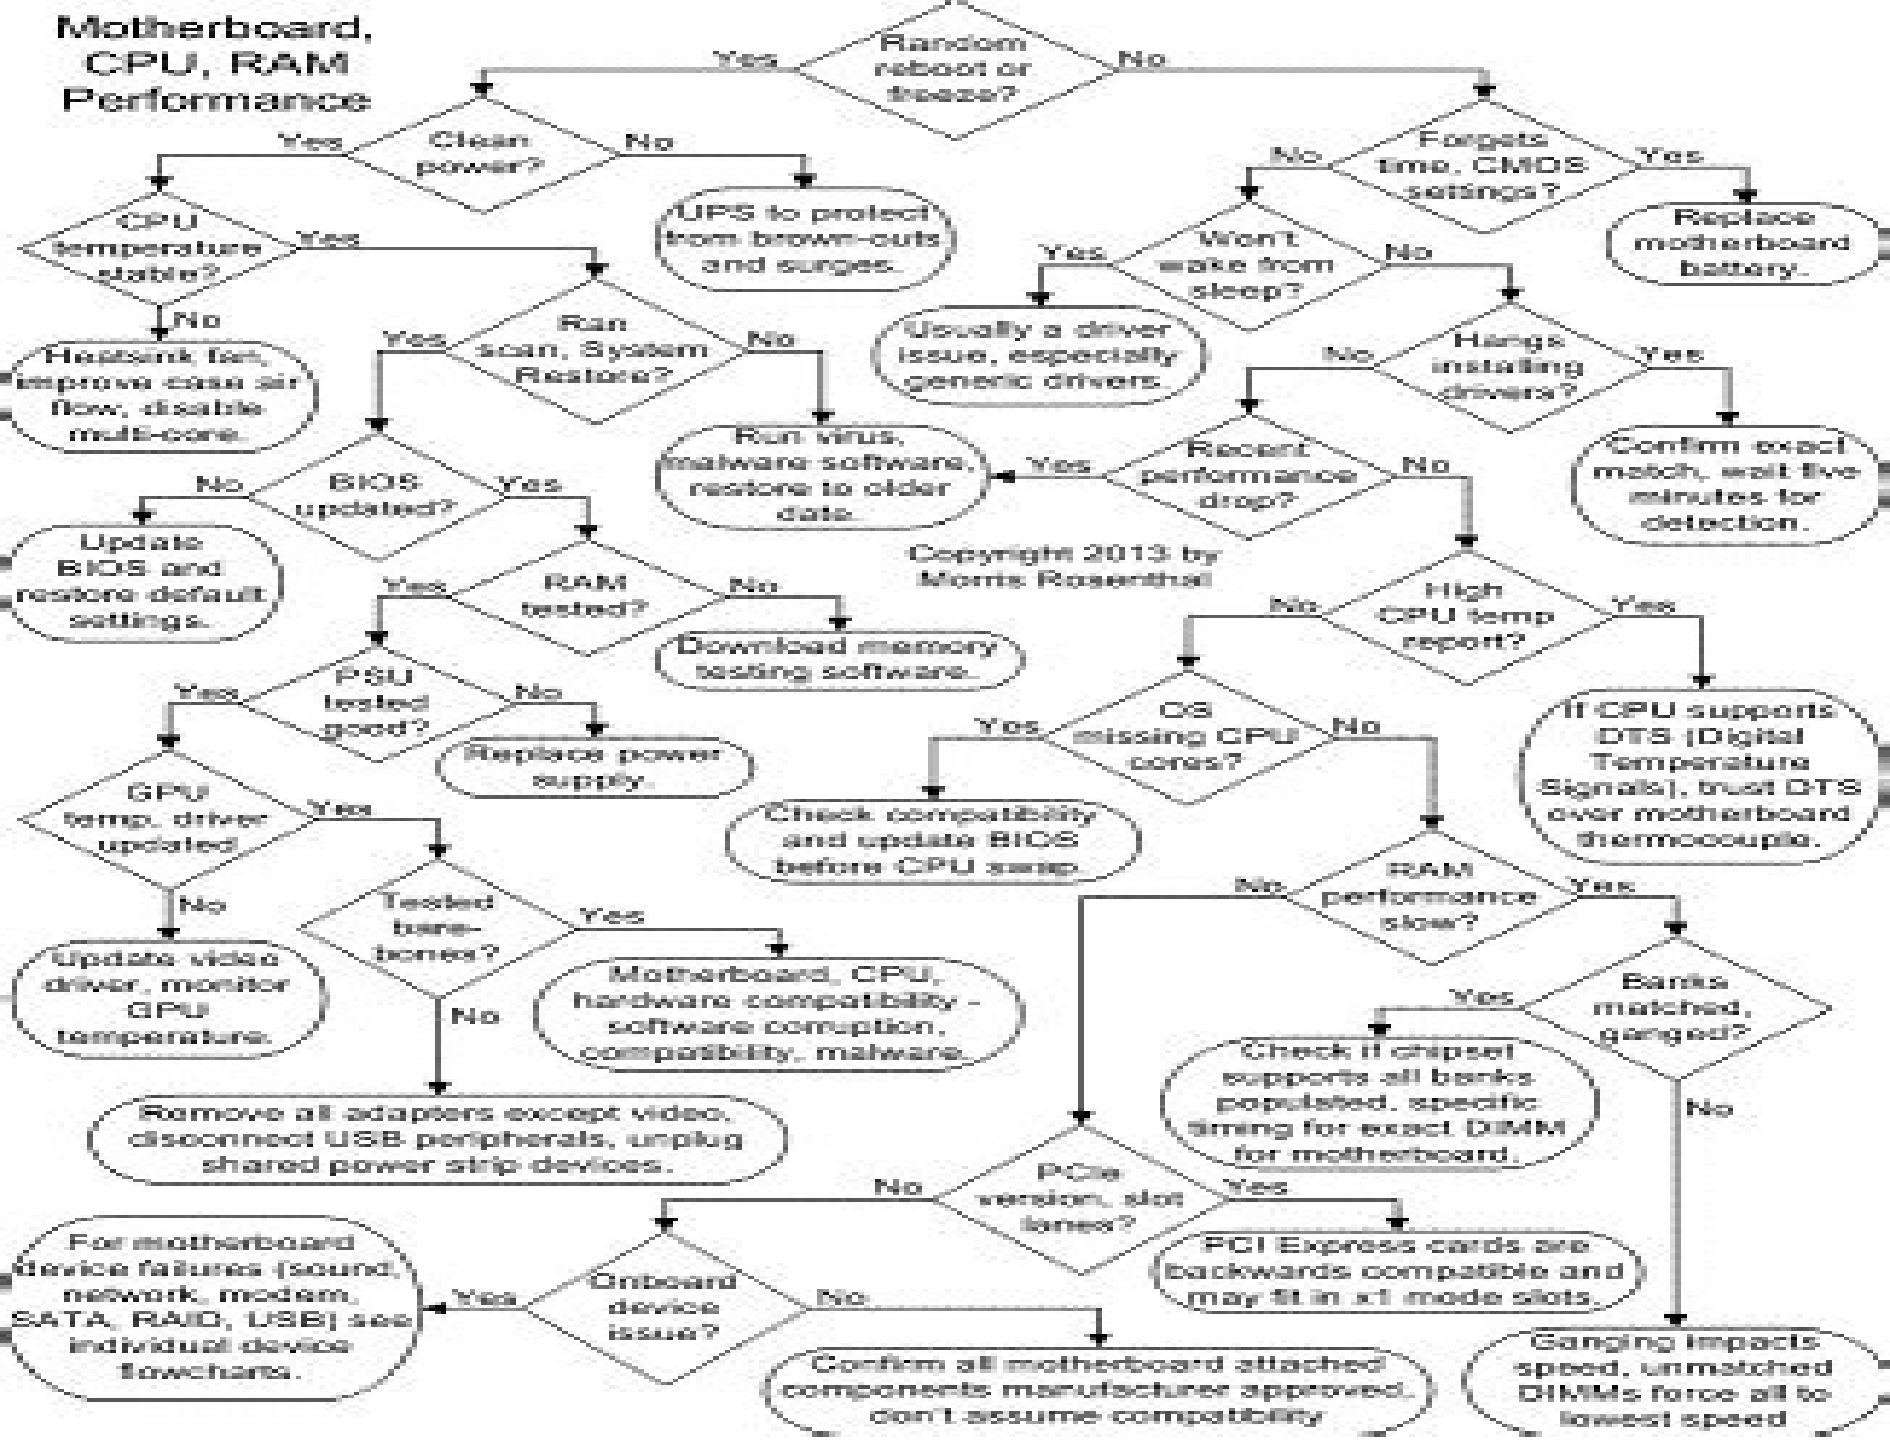 Motherboard,
CPU, RAM
Performance
Random
reboot or
freeze?
Yes
No
Clean
power?
Yes
No
Forgets
time, CMOS
settings?
No
Yes
CPU
temperature
stable?
Yes
No
UPS to protect
from brown-outs
and surges.
Won't
wake from
sleep?
Yes
No
Replace
motherboard
battery.
Heatsink fan,
improve case air
flow, disable
multi-core.
Ran
scan, System
Restore?
Yes
No
Usually a driver
issue, especially
generic drivers.
Hangs
installing
drivers?
No
Yes
BIOS
updated?
No
Yes
Run virus,
malware software,
restore to older
date.
Recent
performance
drop?
Yes
No
Confirm exact
match, wait five
minutes for
detection.
Update
BIOS and
restore default
settings.
RAM
tested?
Yes
No
Copyright 2013 by
Morris Rosenthal
High
CPU temp
report?
No
Yes
Download memory
testing software.
PSU
tested
good?
Yes
No
Replace power
supply.
OS
missing CPU
cores?
Yes
No
If CPU supports
DTS (Digital
Temperature
Signals), trust DTS
over motherboard
thermocouple.
GPU
temp, driver
updated
Yes
No
Check compatibility
and update BIOS
before CPU swap.
RAM
performance
slow?
No
Yes
Tested
bare-
bones?
Yes
No
Update video
driver, monitor
GPU
temperature.
Motherboard, CPU,
hardware compatibility -
software corruption,
compatibility, malware.
Banks
matched,
ganged?
Yes
No
Check if chipset
supports all banks
populated, specific
timing for exact DIMM
for motherboard.
Remove all adapters except video,
disconnect USB peripherals, unplug
shared power strip devices.
PCIe
version, slot
lanes?
No
Yes
PCI Express cards are
backwards compatible and
may fit in x1 mode slots.
For motherboard
device failures (sound,
network, modem,
SATA, RAID, USB) see
individual device
flowcharts.
Onboard
device
issue?
Yes
No
Confirm all motherboard attached
components manufacturer approved,
don't assume compatibility
Ganging impacts
speed, unmatched
DIMMs force all to
lowest speed